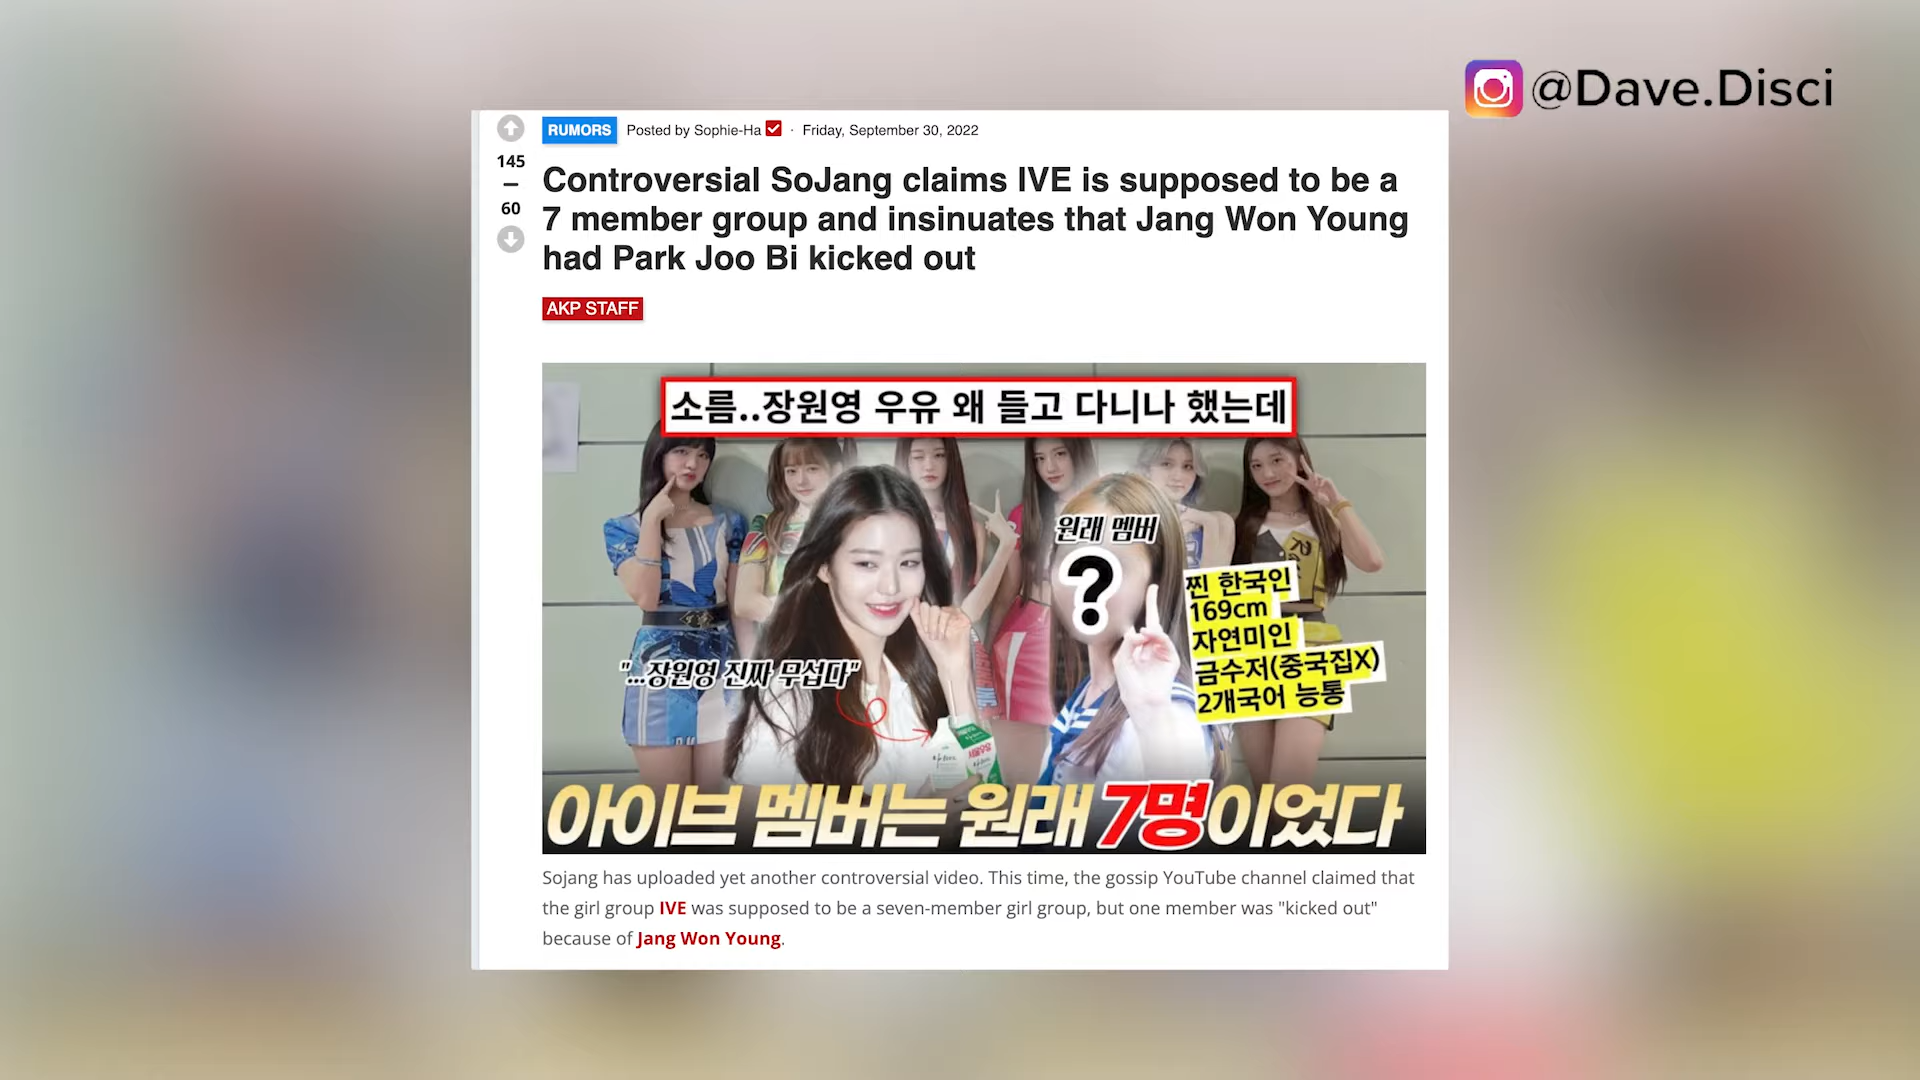 @Dave.Disci
RUMORS Posted by Sophie-Ha · Friday, September 30, 2022
145
60
Controversial SoJang claims IVE is supposed to be a
7 member group and insinuates that Jang Won Young
had Park Joo Bi kicked out
AKP STAFF
소름..장원영 우유 왜 들고 다니나 했는데
원래 멤버
?
찐 한국인
169cm
자연미인
금수저(중국집X)
2개국어 능통
"...장원영 진짜 무섭다"
아이브 멤버는 원래 7명이었다
Sojang has uploaded yet another controversial video. This time, the gossip YouTube channel claimed that
the girl group IVE was supposed to be a seven-member girl group, but one member was "kicked out"
because of Jang Won Young.